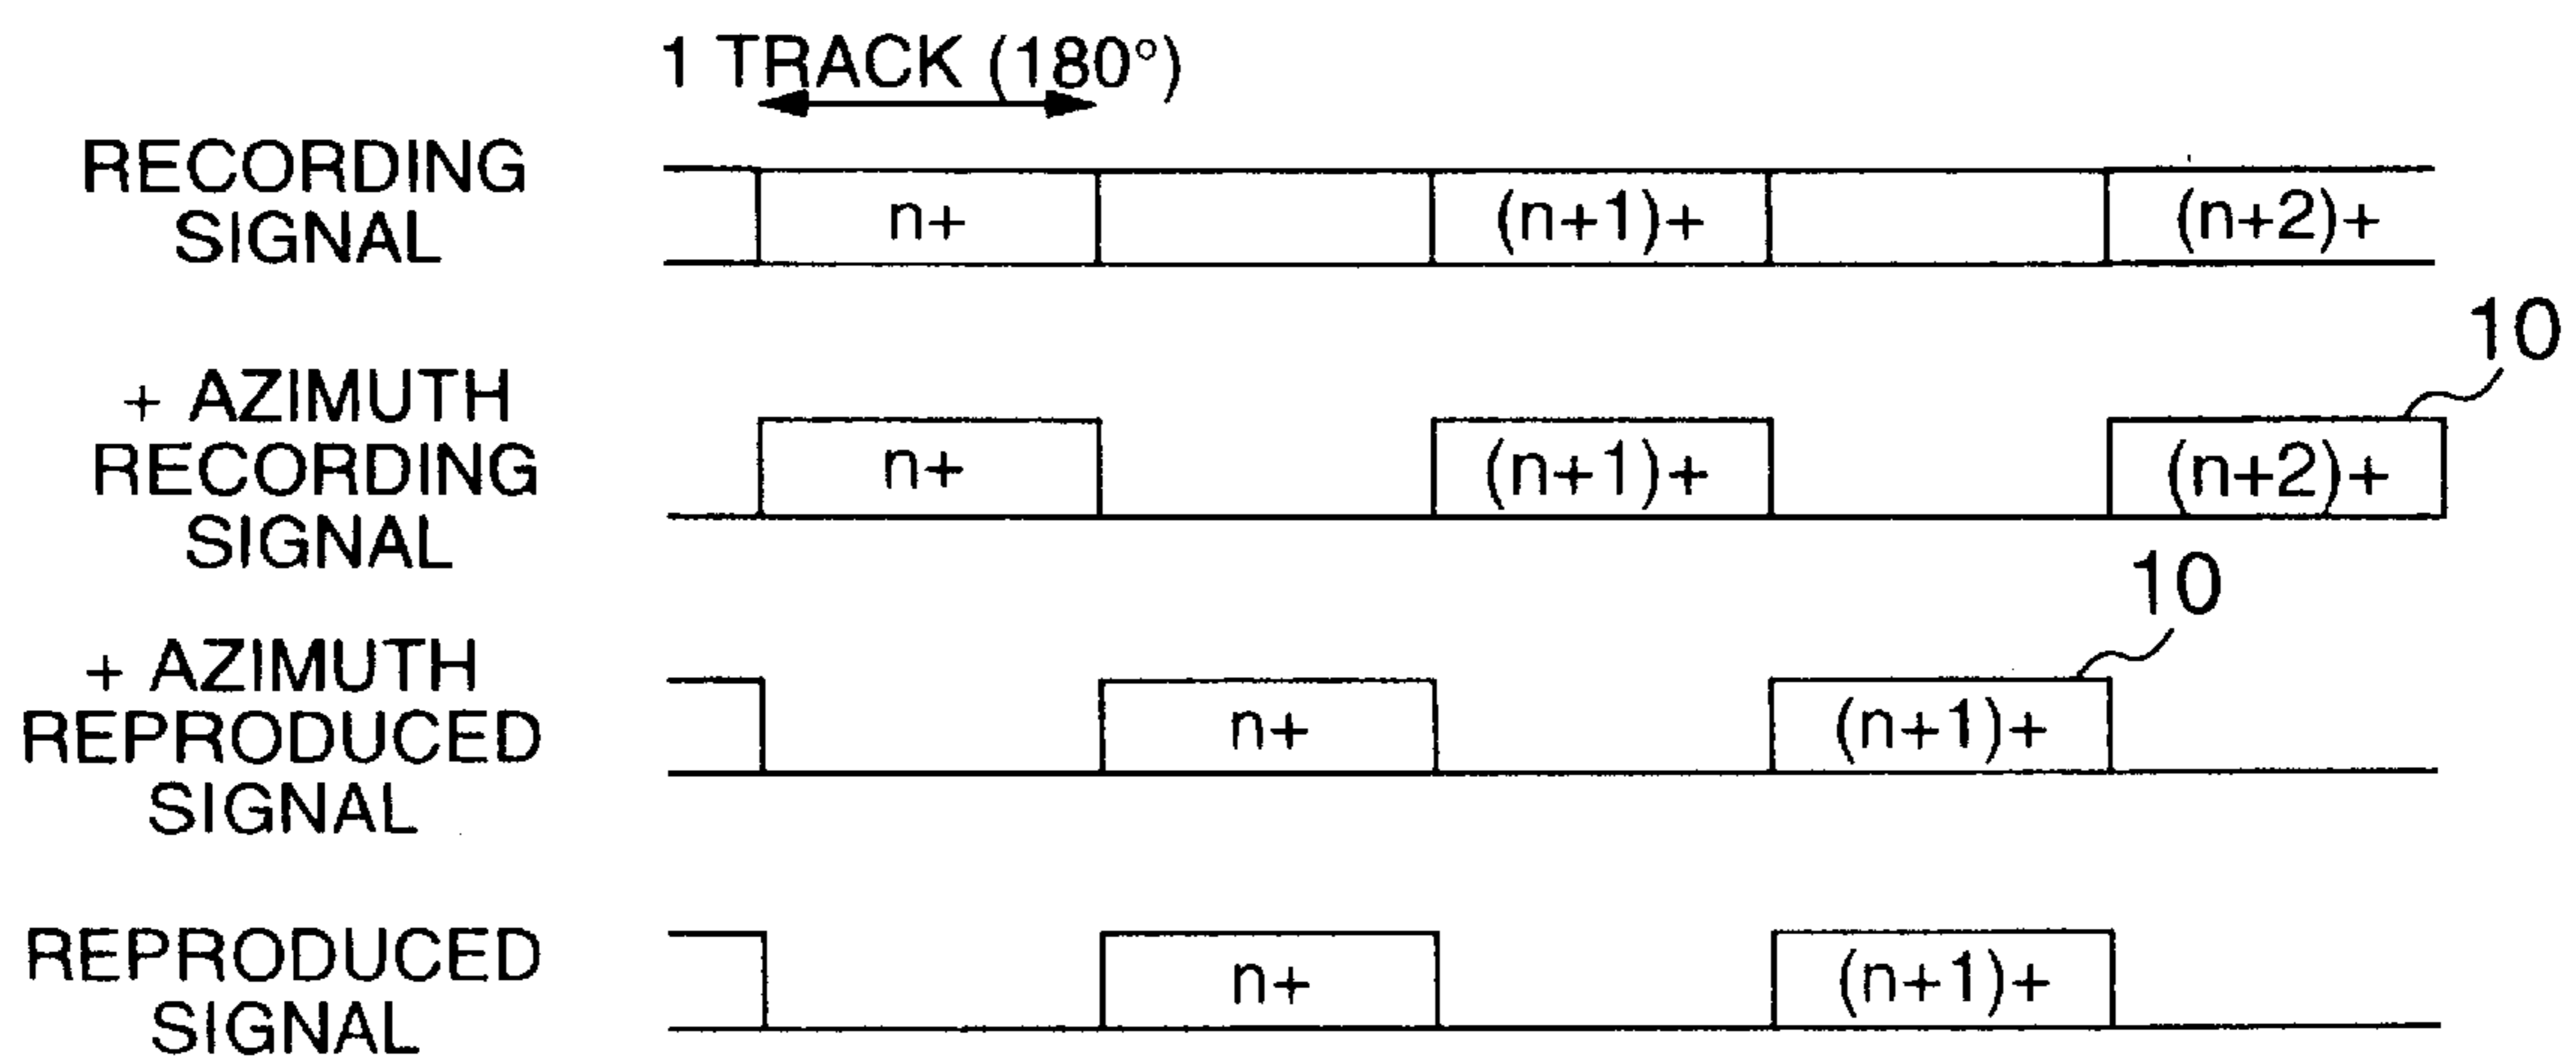 1 TRACK (180°)
RECORDING
SIGNAL
n+
(n+1)+
(n+2)+
10
+ AZIMUTH
RECORDING
SIGNAL
n+
(n+1)+
(n+2)+
10
+ AZIMUTH
REPRODUCED
SIGNAL
n+
(n+1)+
REPRODUCED
SIGNAL
n+
(n+1)+